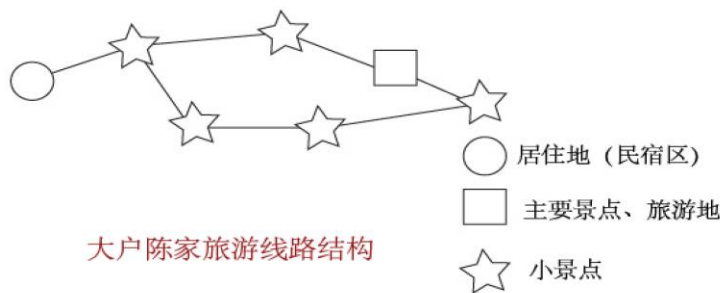 居住地（民宿区）
主要景点、旅游地
大户陈家旅游线路结构
小景点